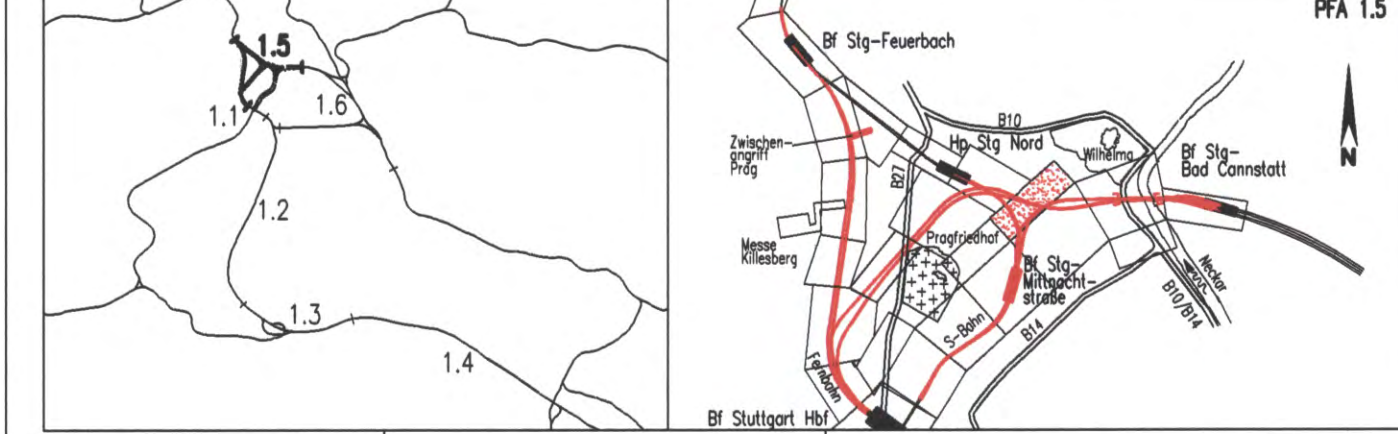 1.5
1.1
1.6
1.2
1.3
1.4
PFA 1.5
Bf Stg-Feuerbach
N
B10
Zwischen-
angriff
Prag
Hp Stg Nord
Wilhelma
Bf Stg-
Bad Cannstatt
B27
Messe
Killesberg
Pragfriedhof
Bf Stg-
Mittnacht-
straße
Neckar
B10/B14
S-Bahn
B14
Fernbahn
Bf Stuttgart Hbf